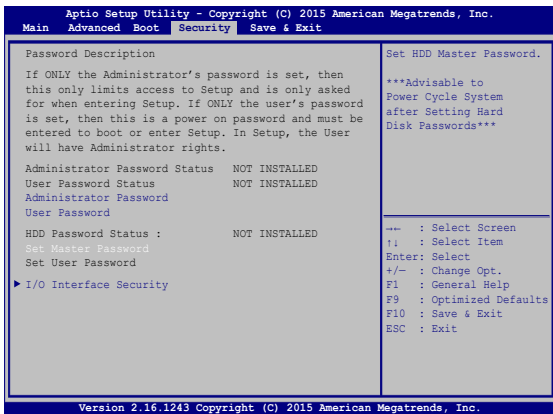 Aptio Setup Utility - Copyright (C) 2015 American Megatrends, Inc.
Main Advanced Boot Security Save & Exit
Password Description
If ONLY the Administrator's password is set, then
this only limits access to Setup and is only asked
for when entering Setup. If ONLY the user's password
is set, then this is a power on password and must be
entered to boot or enter Setup. In Setup, the User
will have Administrator rights.
Administrator Password Status NOT INSTALLED
User Password Status NOT INSTALLED
Administrator Password
User Password
HDD Password Status : NOT INSTALLED
Set Master Password
Set User Password
I/O Interface Security
Set HDD Master Password.
***Advisable to
Power Cycle System
after Setting Hard
Disk Passwords***
→← : Select Screen
↑↓ : Select Item
Enter: Select
+/— : Change Opt.
F1 : General Help
F9 : Optimized Defaults
F10 : Save & Exit
ESC : Exit
Version 2.16.1243 Copyright (C) 2015 American Megatrends, Inc.